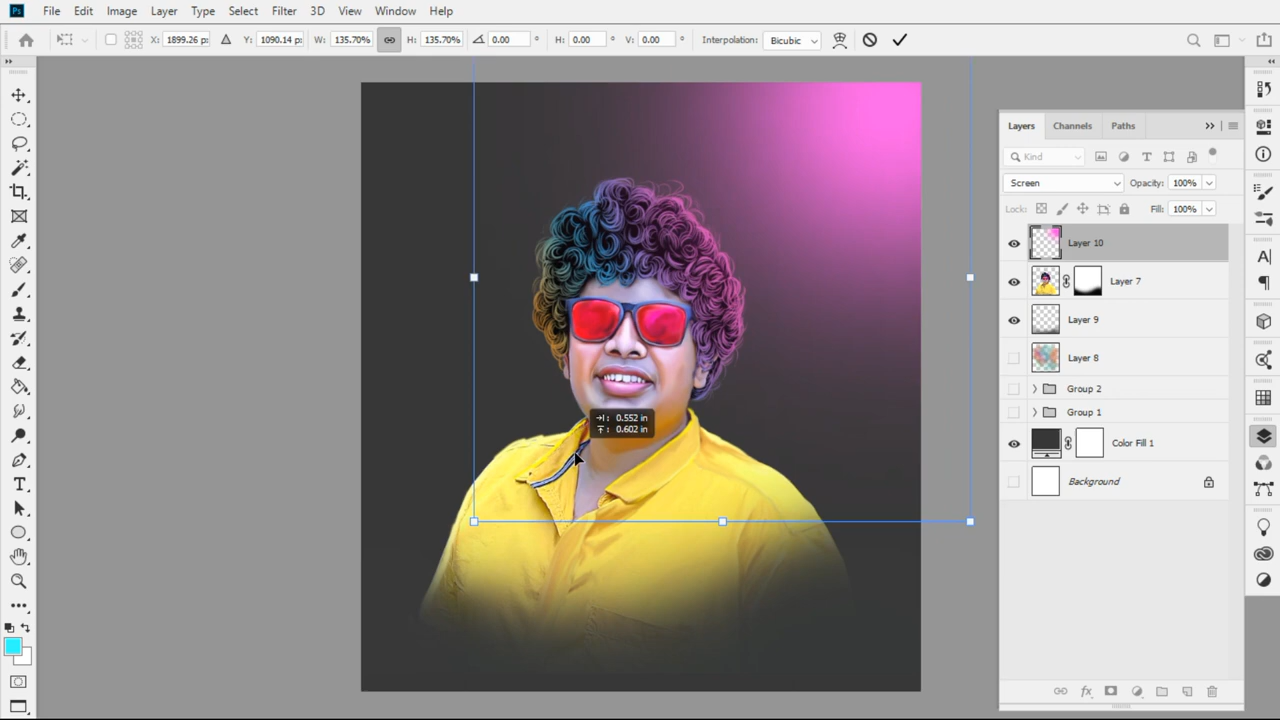 Ps File Edit Image Layer Type Select Filter 3D View Window Help
X: 1899.26 p: Y: 1090.14 p: W: 135.70% H: 135.70% 0.00 ° H: 0.00 ° V: 0.00 ° Interpolation: Bicubic
Layers Channels Paths
Kind
Screen Opacity: 100%
Lock: Fill: 100%
Layer 10
Layer 7
Layer 9
Layer 8
Group 2
Group 1
Color Fill 1
Background
0.552 in
0.602 in
fx